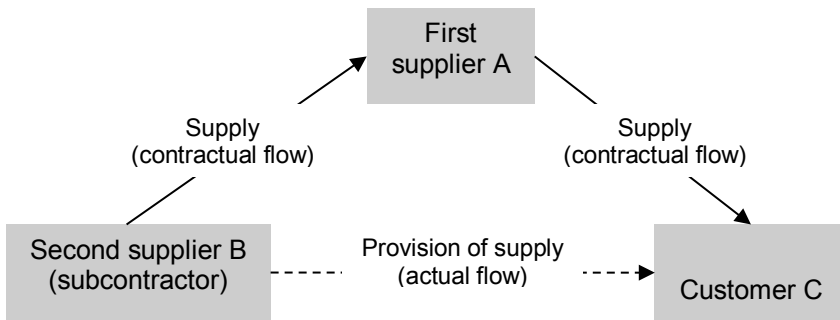 First
supplier A
Supply
(contractual flow)
Supply
(contractual flow)
Second supplier B
(subcontractor)
Provision of supply
(actual flow)
Customer C